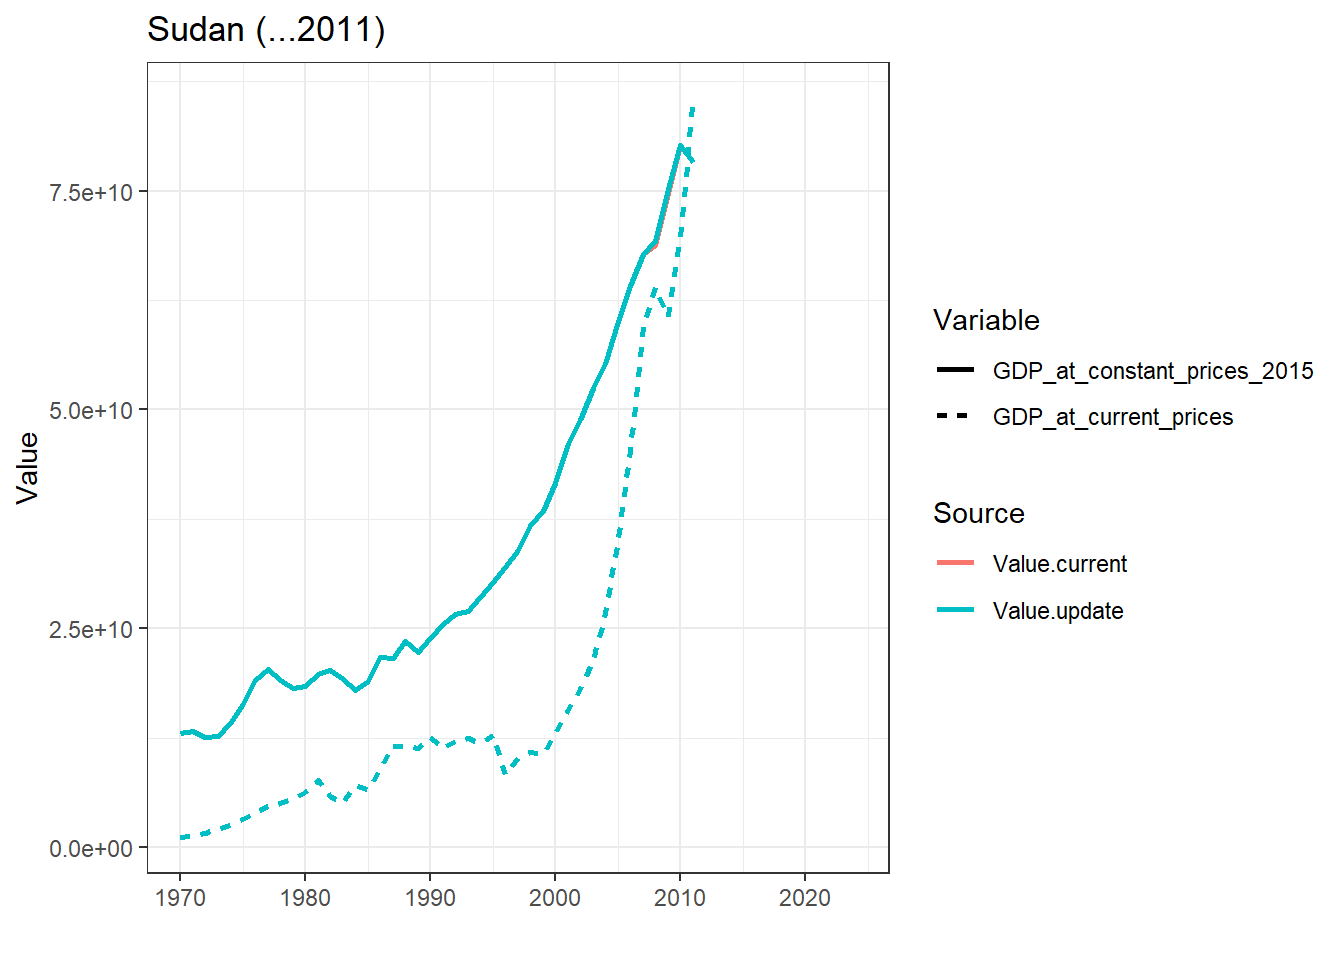 Sudan (...2011)
Value
7.5e+10
5.0e+10
2.5e+10
0.0e+00
1970 1980 1990 2000 2010 2020
Variable
GDP_at_constant_prices_2015
GDP_at_current_prices
Source
Value.current
Value.update